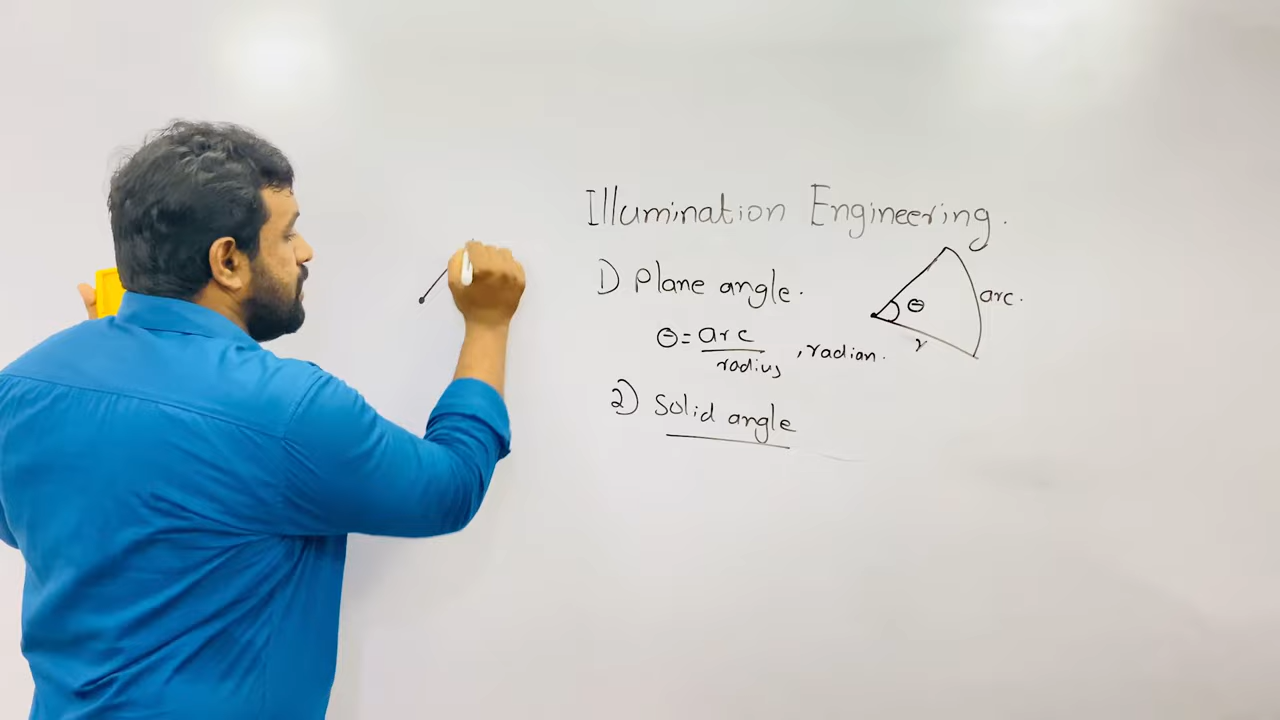 Illumination Engineering.
1) Plane angle.
θ = arc / radius , radian.
θ
arc.
r
2) Solid angle